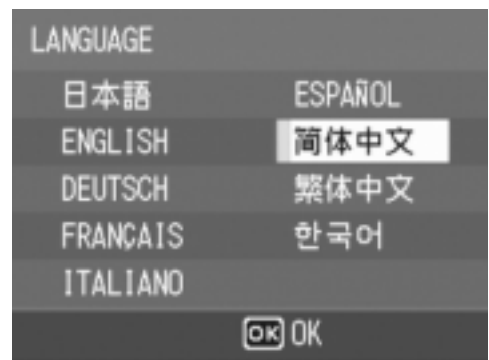 LANGUAGE
日本語 ESPAÑOL
ENGLISH 简体中文
DEUTSCH 繁体中文
FRANÇAIS 한국어
ITALIANO
OK OK